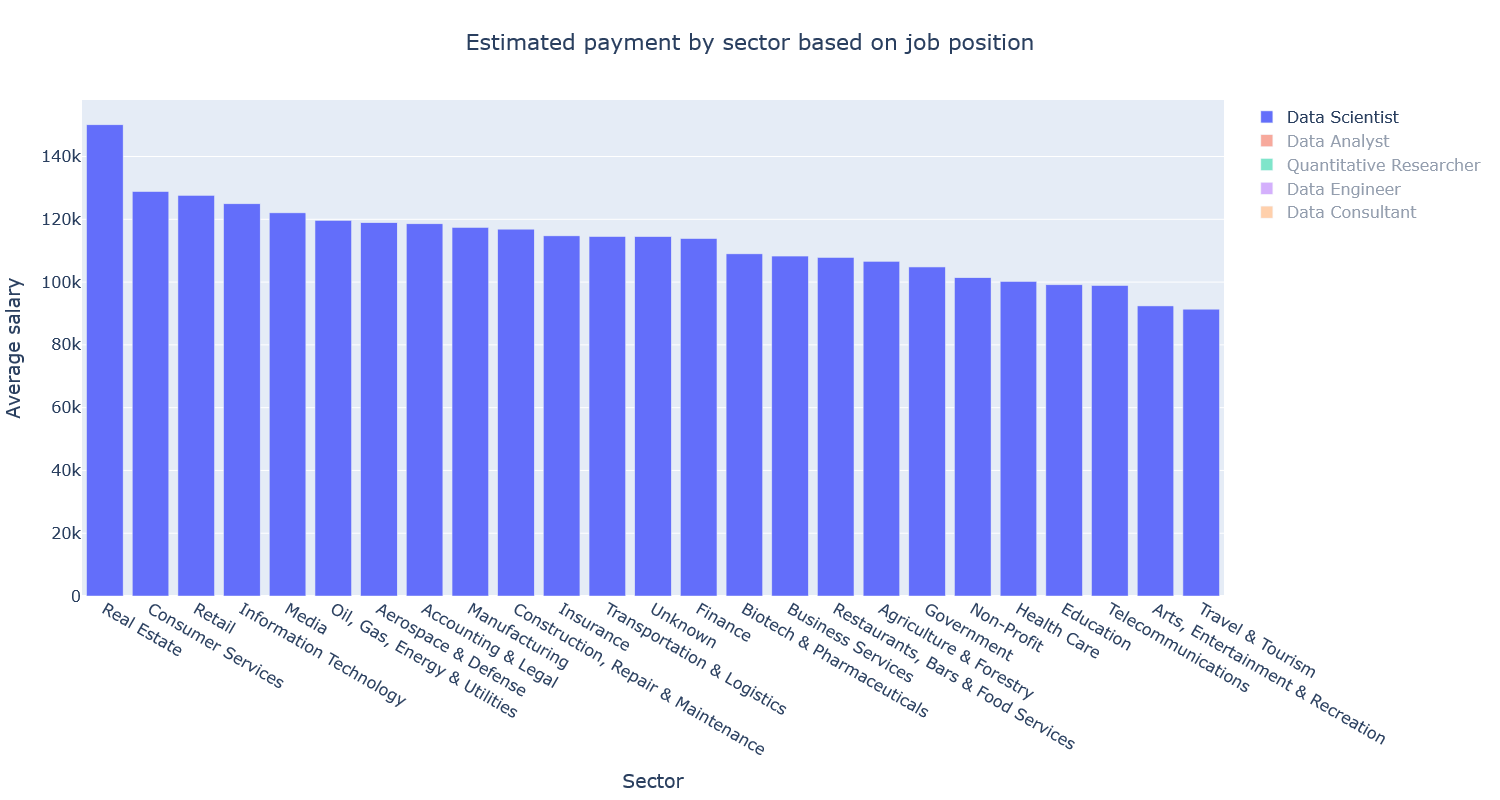 Estimated payment by sector based on job position
Data Scientist
Data Analyst
Quantitative Researcher
Data Engineer
Data Consultant
Average salary
140k
120k
100k
80k
60k
40k
20k
0
Real Estate
Consumer Services
Retail
Information Technology
Media
Oil, Gas, Energy & Utilities
Aerospace & Defense
Accounting & Legal
Manufacturing
Construction, Repair & Maintenance
Insurance
Transportation & Logistics
Unknown
Finance
Biotech & Pharmaceuticals
Business Services
Restaurants, Bars & Food Services
Agriculture & Forestry
Government
Non-Profit
Health Care
Education
Telecommunications
Arts, Entertainment & Recreation
Travel & Tourism
Sector